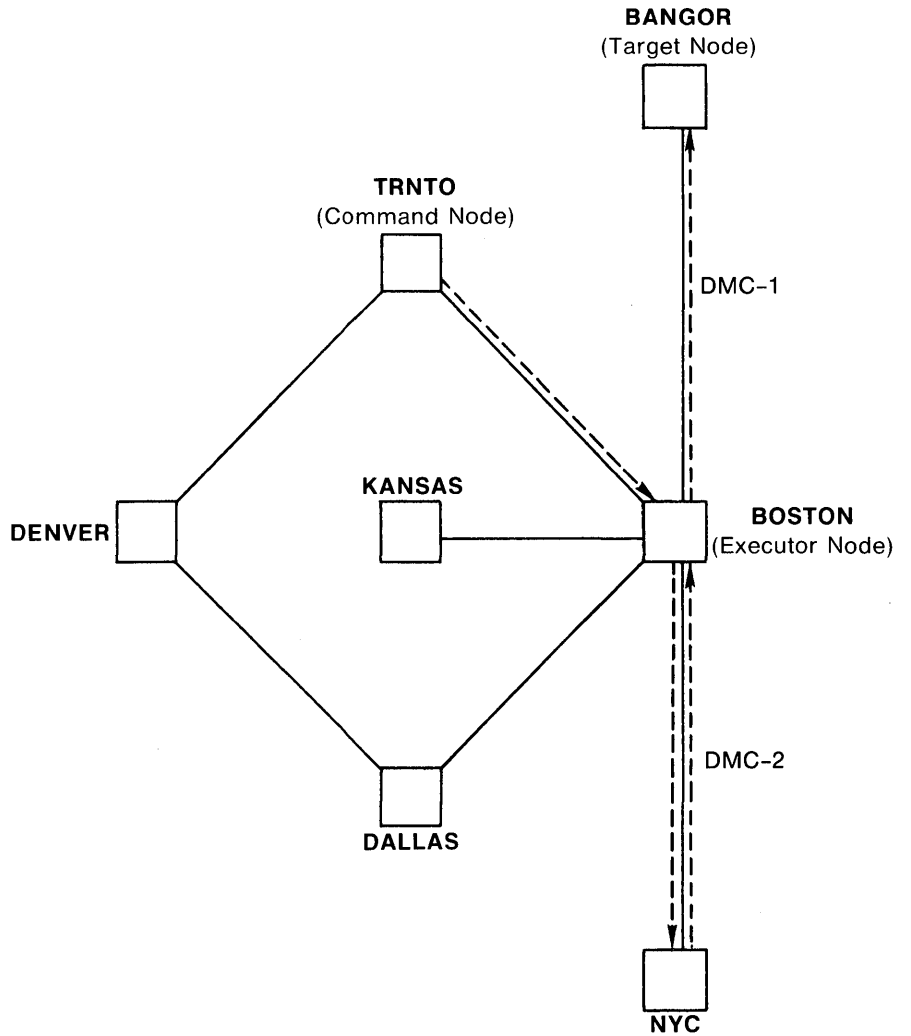 BANGOR
(Target Node)
TRNTO
(Command Node)
DMC-1
KANSAS
DENVER
BOSTON
(Executor Node)
DMC-2
DALLAS
NYC